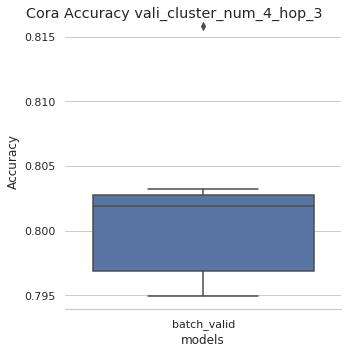 Cora Accuracy vali_cluster_num_4_hop_3
0.815
0.810
0.805
0.800
0.795
Accuracy
batch_valid
models